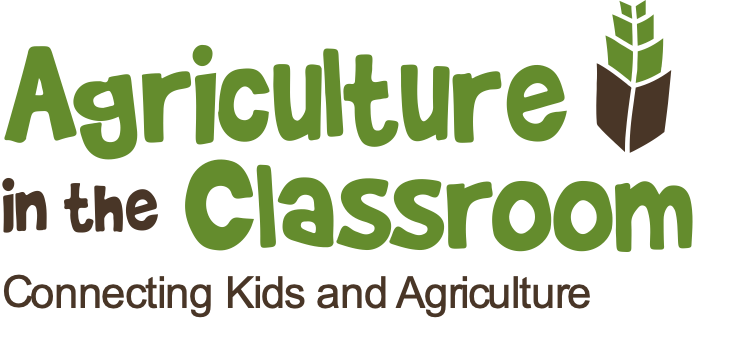 Agriculture
in the Classroom
Connecting Kids and Agriculture